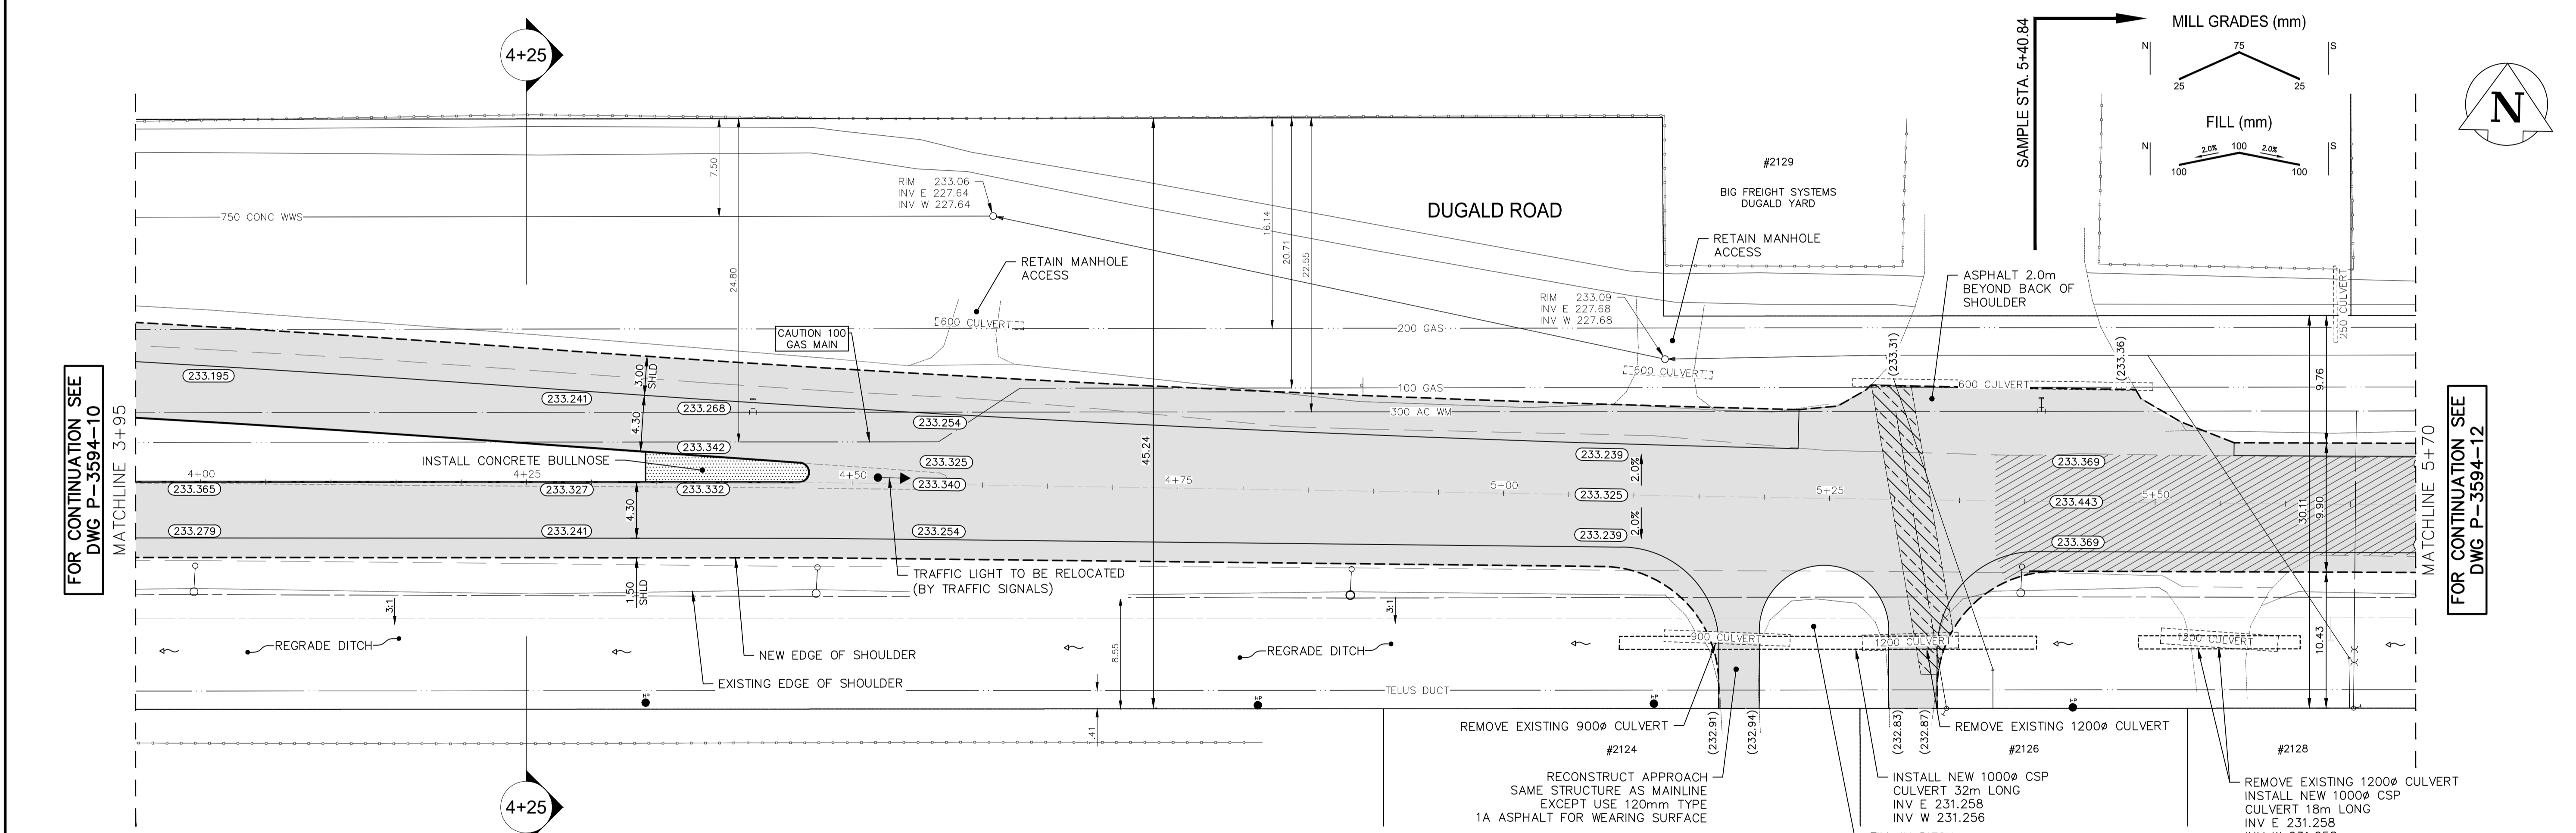 4+25
SAMPLE STA. 5+40.84
MILL GRADES (mm)
N
75
S
25
25
FILL (mm)
N
2.0%
100
2.0%
S
100
100
N
FOR CONTINUATION SEE
DWG P-3594-10
MATCHLINE 3+95
7.50
24.80
750 CONC WWS
RIM 233.06
INV E 227.64
INV W 227.64
RETAIN MANHOLE
ACCESS
600 CULVERT
CAUTION 100
GAS MAIN
16.14
20.71
22.55
45.24
DUGALD ROAD
#2129
BIG FREIGHT SYSTEMS
DUGALD YARD
RETAIN MANHOLE
ACCESS
RIM 233.09
INV E 227.68
INV W 227.68
ASPHALT 2.0m
BEYOND BACK OF
SHOULDER
250 CULVERT
200 GAS
100 GAS
300 AC WM
600 CULVERT
600 CULVERT
(233.31)
(233.36)
9.76
30.11
9.90
10.43
MATCHLINE 5+70
FOR CONTINUATION SEE
DWG P-3594-12
233.195
233.241
233.268
233.254
3.00
SHLD
4.30
233.342
INSTALL CONCRETE BULLNOSE
4+00
4+25
4+50
4+75
5+00
5+25
5+50
233.365
233.327
233.332
233.325
233.340
233.239
233.325
233.239
2.0%
2.0%
233.369
233.443
233.369
4.30
233.279
233.241
233.254
1.50
SHLD
TRAFFIC LIGHT TO BE RELOCATED
(BY TRAFFIC SIGNALS)
3:1
3:1
REGRADE DITCH
NEW EDGE OF SHOULDER
EXISTING EDGE OF SHOULDER
8.55
REGRADE DITCH
900 CULVERT
1200 CULVERT
1200 CULVERT
TELUS DUCT
HP
HP
HP
HP
.41
REMOVE EXISTING 900ø CULVERT
(232.91)
(232.94)
(232.83)
(232.87)
REMOVE EXISTING 1200ø CULVERT
#2124
#2126
#2128
RECONSTRUCT APPROACH
SAME STRUCTURE AS MAINLINE
EXCEPT USE 120mm TYPE
1A ASPHALT FOR WEARING SURFACE
INSTALL NEW 1000ø CSP
CULVERT 32m LONG
INV E 231.258
INV W 231.256
REMOVE EXISTING 1200ø CULVERT
INSTALL NEW 1000ø CSP
CULVERT 18m LONG
INV E 231.258
4+25